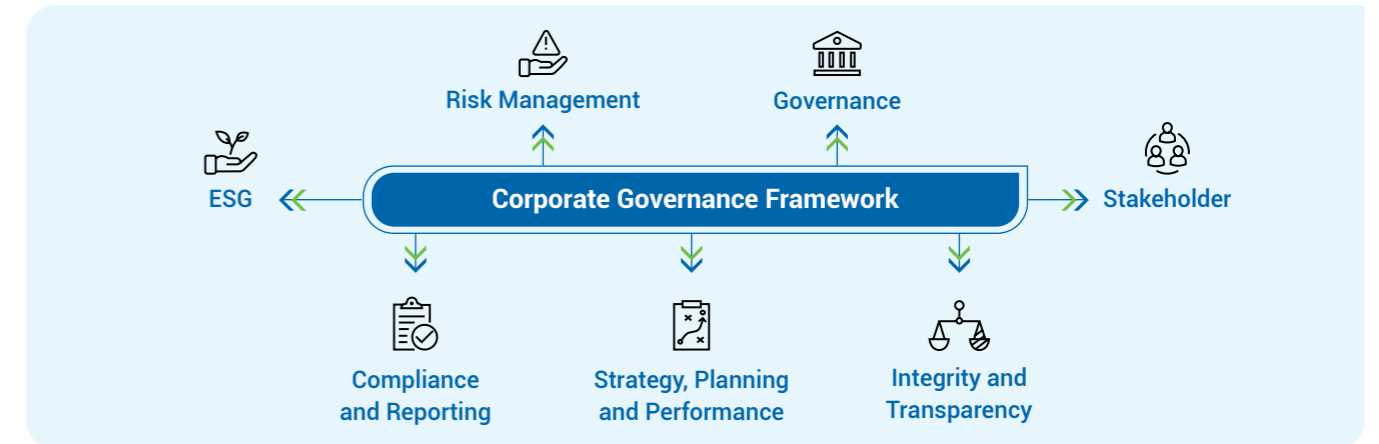 Risk Management
Governance
ESG
Corporate Governance Framework
Stakeholder
Compliance
and Reporting
Strategy, Planning
and Performance
Integrity and
Transparency